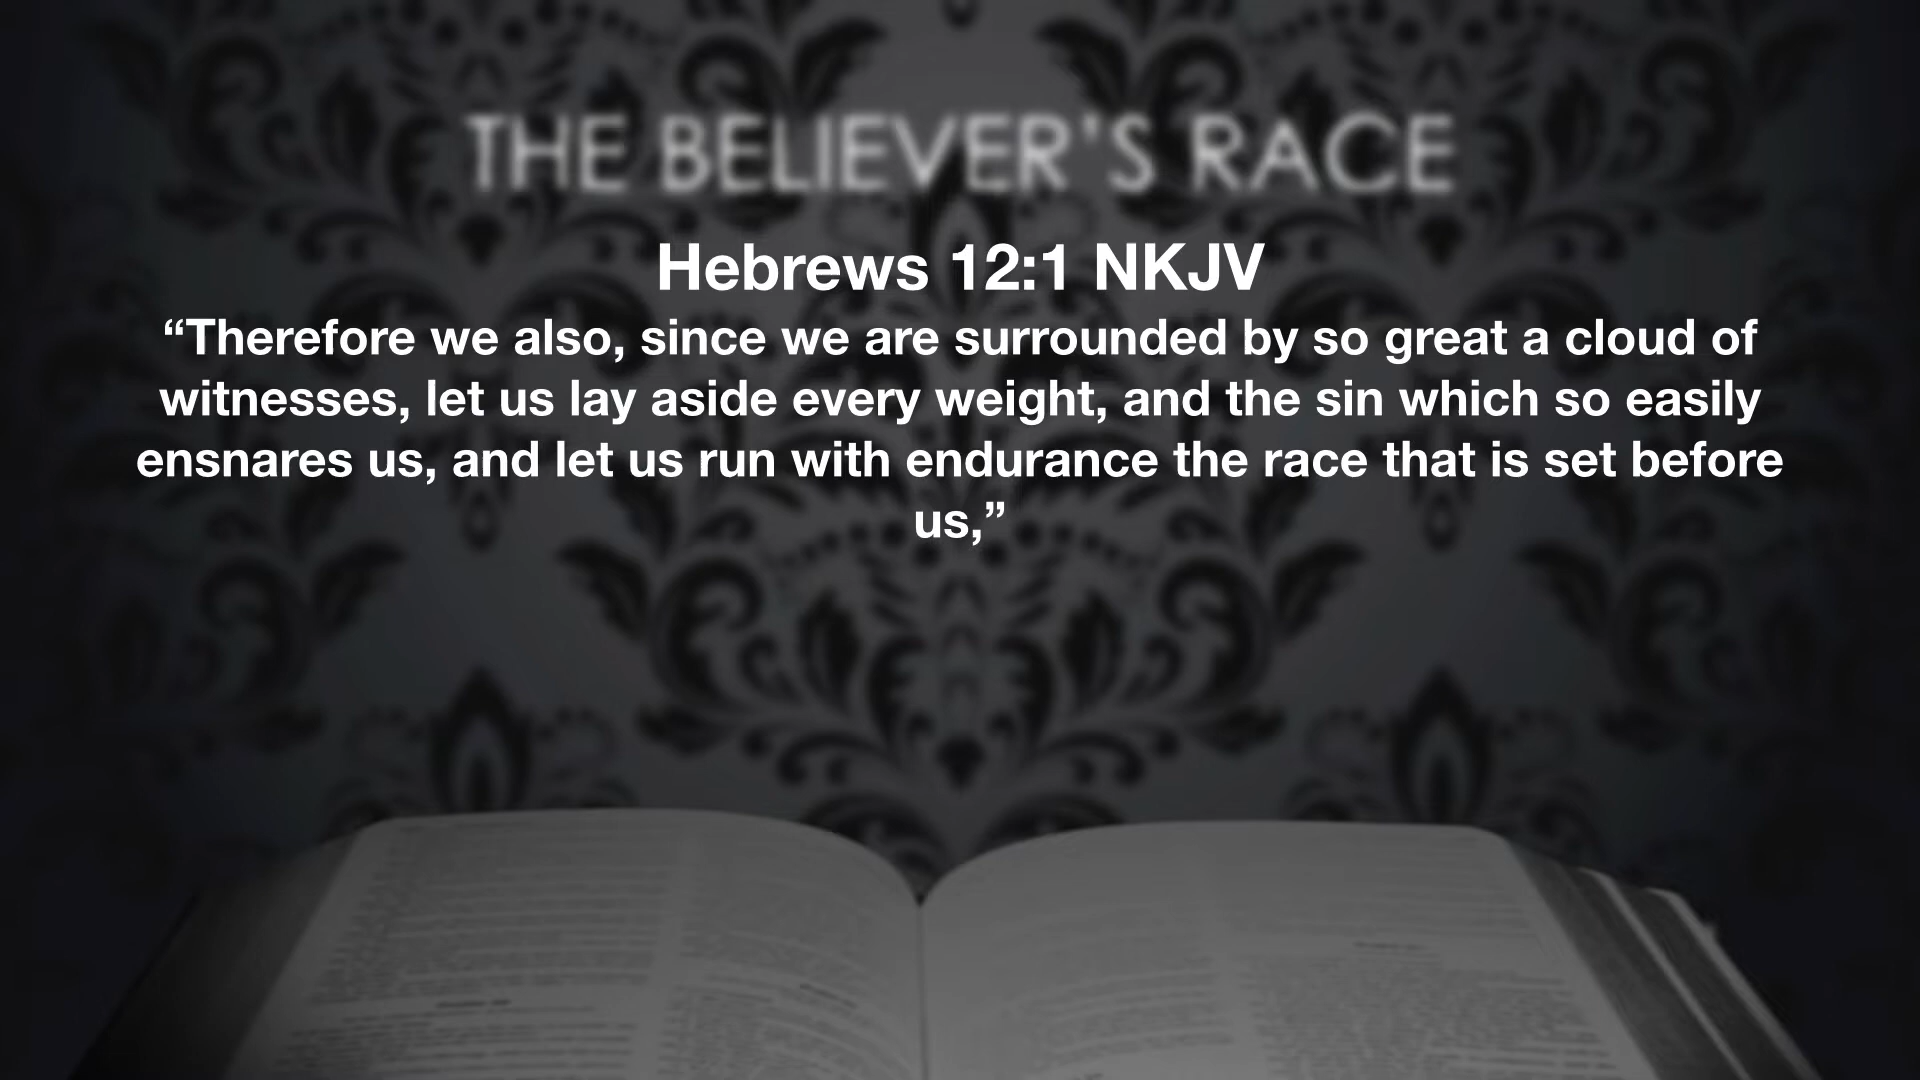 THE BELIEVER’S RACE
Hebrews 12:1 NKJV
“Therefore we also, since we are surrounded by so great a cloud of
witnesses, let us lay aside every weight, and the sin which so easily
ensnares us, and let us run with endurance the race that is set before
us,”